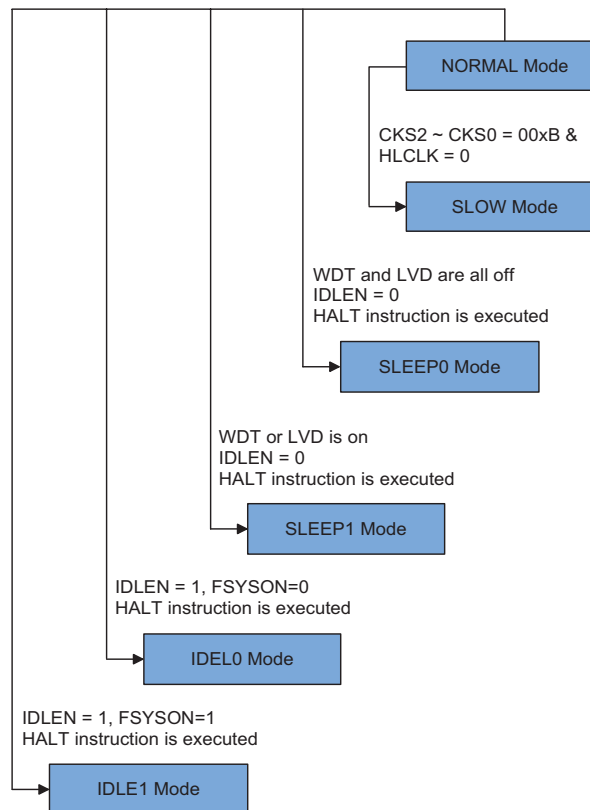 NORMAL Mode
CKS2 ~ CKS0 = 00xB &
HLCLK = 0
SLOW Mode
WDT and LVD are all off
IDLEN = 0
HALT instruction is executed
SLEEP0 Mode
WDT or LVD is on
IDLEN = 0
HALT instruction is executed
SLEEP1 Mode
IDLEN = 1, FSYSON=0
HALT instruction is executed
IDEL0 Mode
IDLEN = 1, FSYSON=1
HALT instruction is executed
IDLE1 Mode